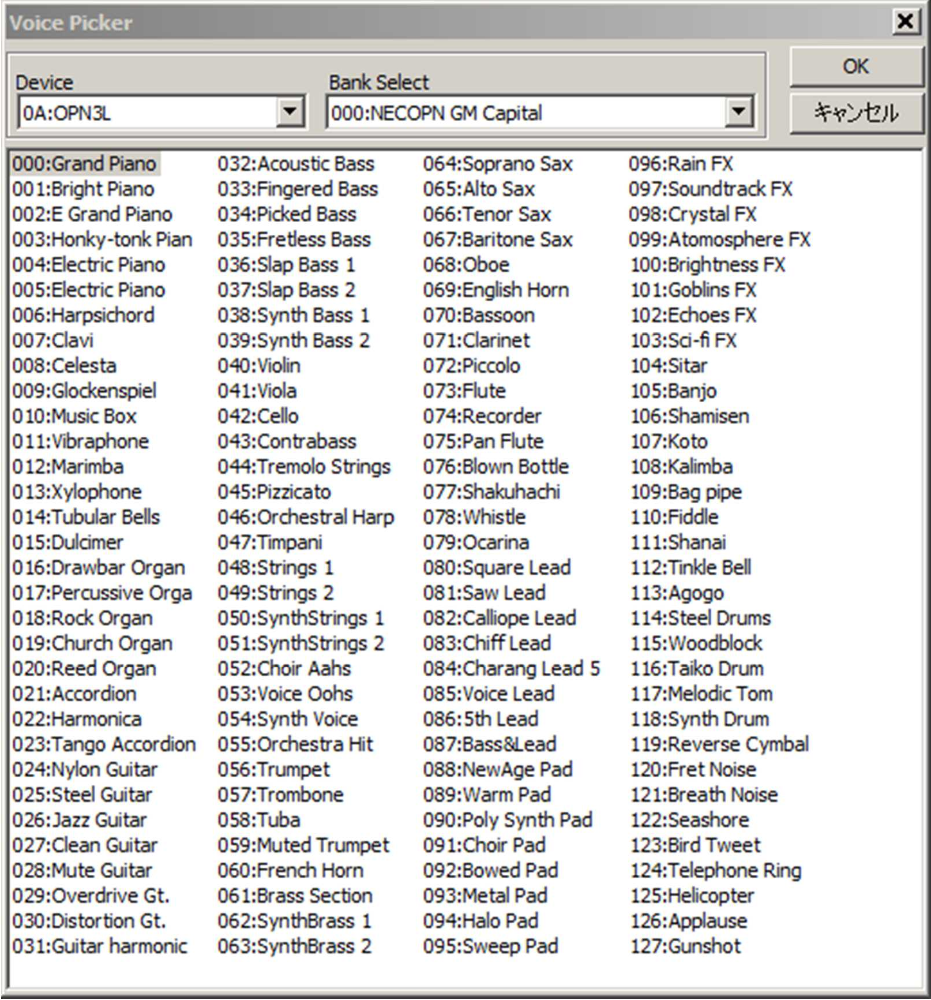 Voice Picker
Device
Bank Select
OK
0A:OPN3L
000:NECOPN GM Capital
キャンセル
000:Grand Piano
001:Bright Piano
002:E Grand Piano
003:Honky-tonk Pian
004:Electric Piano
005:Electric Piano
006:Harpsichord
007:Clavi
008:Celesta
009:Glockenspiel
010:Music Box
011:Vibraphone
012:Marimba
013:Xylophone
014:Tubular Bells
015:Dulcimer
016:Drawbar Organ
017:Percussive Orga
018:Rock Organ
019:Church Organ
020:Reed Organ
021:Accordion
022:Harmonica
023:Tango Accordion
024:Nylon Guitar
025:Steel Guitar
026:Jazz Guitar
027:Clean Guitar
028:Mute Guitar
029:Overdrive Gt.
030:Distortion Gt.
031:Guitar harmonic
032:Acoustic Bass
033:Fingered Bass
034:Picked Bass
035:Fretless Bass
036:Slap Bass 1
037:Slap Bass 2
038:Synth Bass 1
039:Synth Bass 2
040:Violin
041:Viola
042:Cello
043:Contrabass
044:Tremolo Strings
045:Pizzicato
046:Orchestral Harp
047:Timpani
048:Strings 1
049:Strings 2
050:SynthStrings 1
051:SynthStrings 2
052:Choir Aahs
053:Voice Oohs
054:Synth Voice
055:Orchestra Hit
056:Trumpet
057:Trombone
058:Tuba
059:Muted Trumpet
060:French Horn
061:Brass Section
062:SynthBrass 1
063:SynthBrass 2
064:Soprano Sax
065:Alto Sax
066:Tenor Sax
067:Baritone Sax
068:Oboe
069:English Horn
070:Bassoon
071:Clarinet
072:Piccolo
073:Flute
074:Recorder
075:Pan Flute
076:Blown Bottle
077:Shakuhachi
078:Whistle
079:Ocarina
080:Square Lead
081:Saw Lead
082:Calliope Lead
083:Chiff Lead
084:Charang Lead 5
085:Voice Lead
086:5th Lead
087:Bass&Lead
088:NewAge Pad
089:Warm Pad
090:Poly Synth Pad
091:Choir Pad
092:Bowed Pad
093:Metal Pad
094:Halo Pad
095:Sweep Pad
096:Rain FX
097:Soundtrack FX
098:Crystal FX
099:Atomosphere FX
100:Brightness FX
101:Goblins FX
102:Echoes FX
103:Sci-fi FX
104:Sitar
105:Banjo
106:Shamisen
107:Koto
108:Kalimba
109:Bag pipe
110:Fiddle
111:Shanai
112:Tinkle Bell
113:Agogo
114:Steel Drums
115:Woodblock
116:Taiko Drum
117:Melodic Tom
118:Synth Drum
119:Reverse Cymbal
120:Fret Noise
121:Breath Noise
122:Seashore
123:Bird Tweet
124:Telephone Ring
125:Helicopter
126:Applause
127:Gunshot